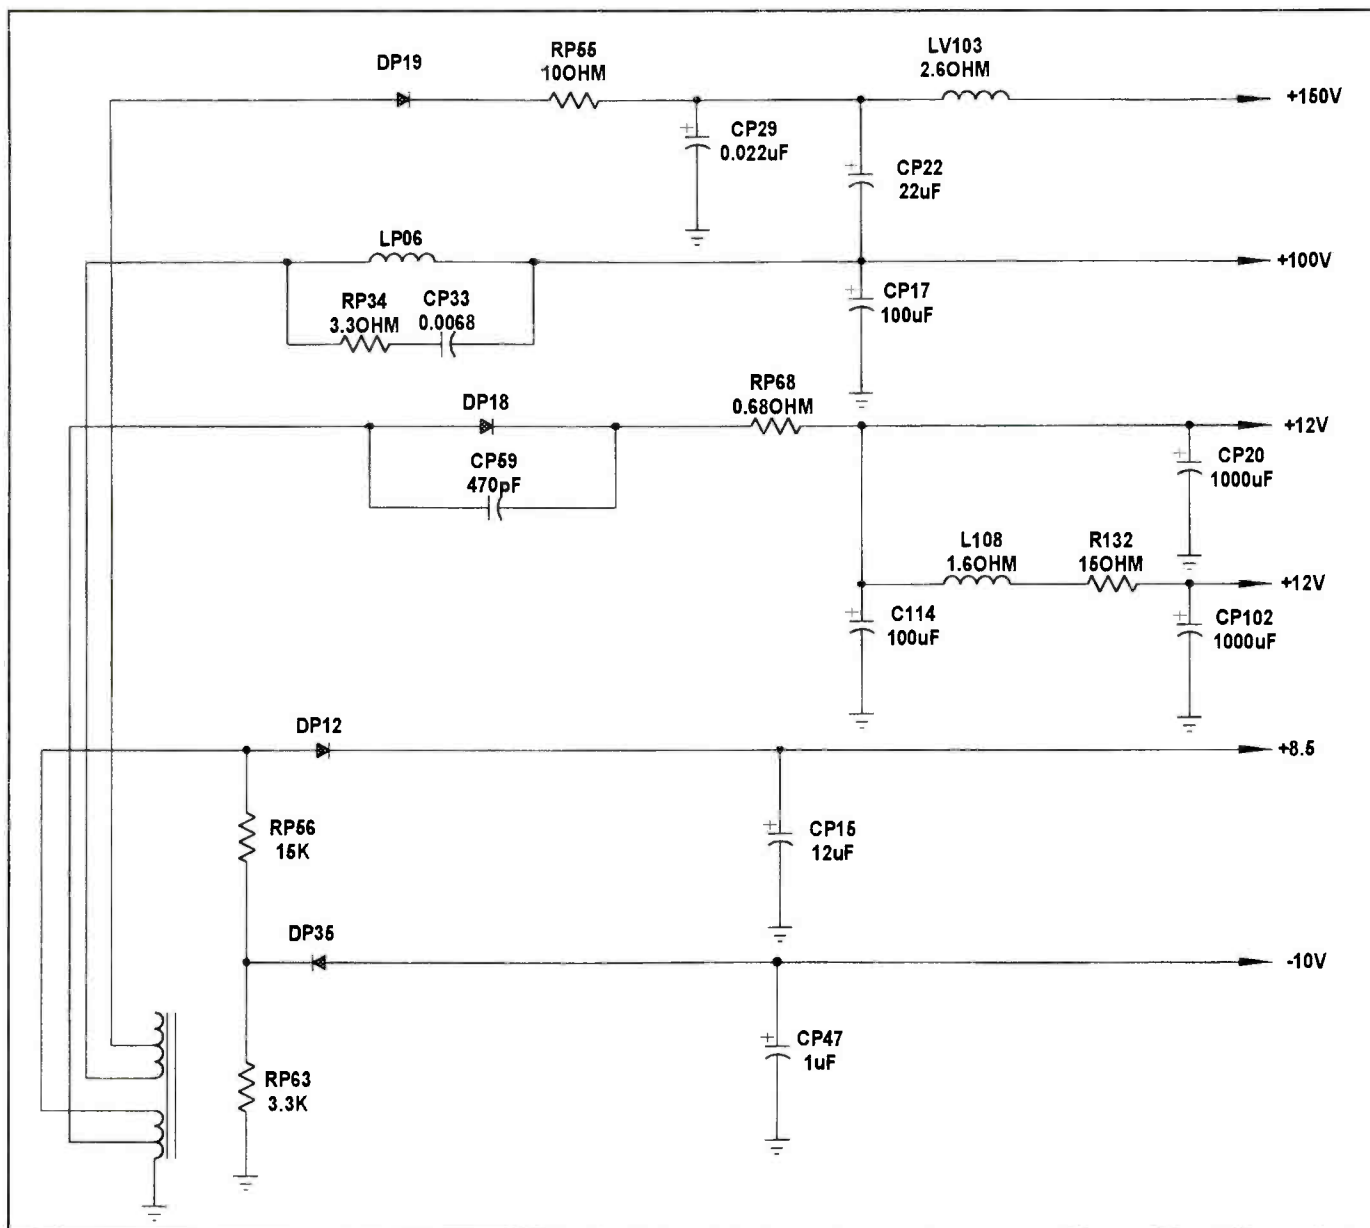 DP19
RP55
10OHM
LV103
2.6OHM
+150V
+
CP29
0.022uF
+
CP22
22uF
LP06
+100V
RP34
3.3OHM
CP33
0.0068
+
CP17
100uF
DP18
RP68
0.68OHM
+12V
CP59
470pF
+
CP20
1000uF
L108
1.6OHM
R132
15OHM
+12V
+
C114
100uF
+
CP102
1000uF
DP12
+8.5
RP56
15K
+
CP15
12uF
DP35
-10V
+
CP47
1uF
RP63
3.3K